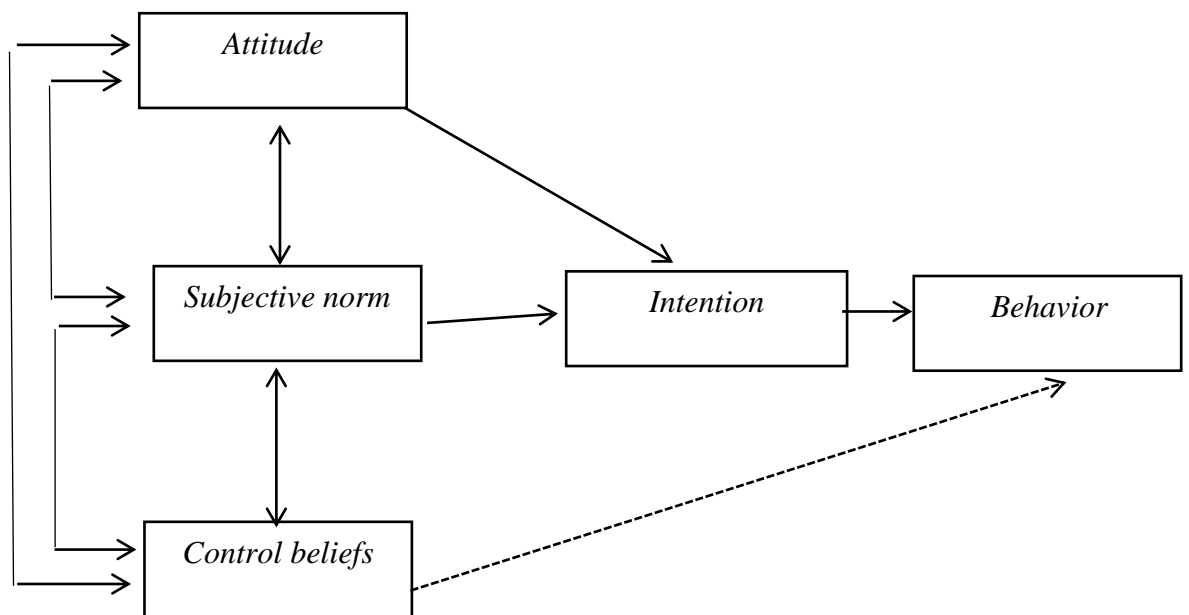 Attitude
Subjective norm
Intention
Behavior
Control beliefs